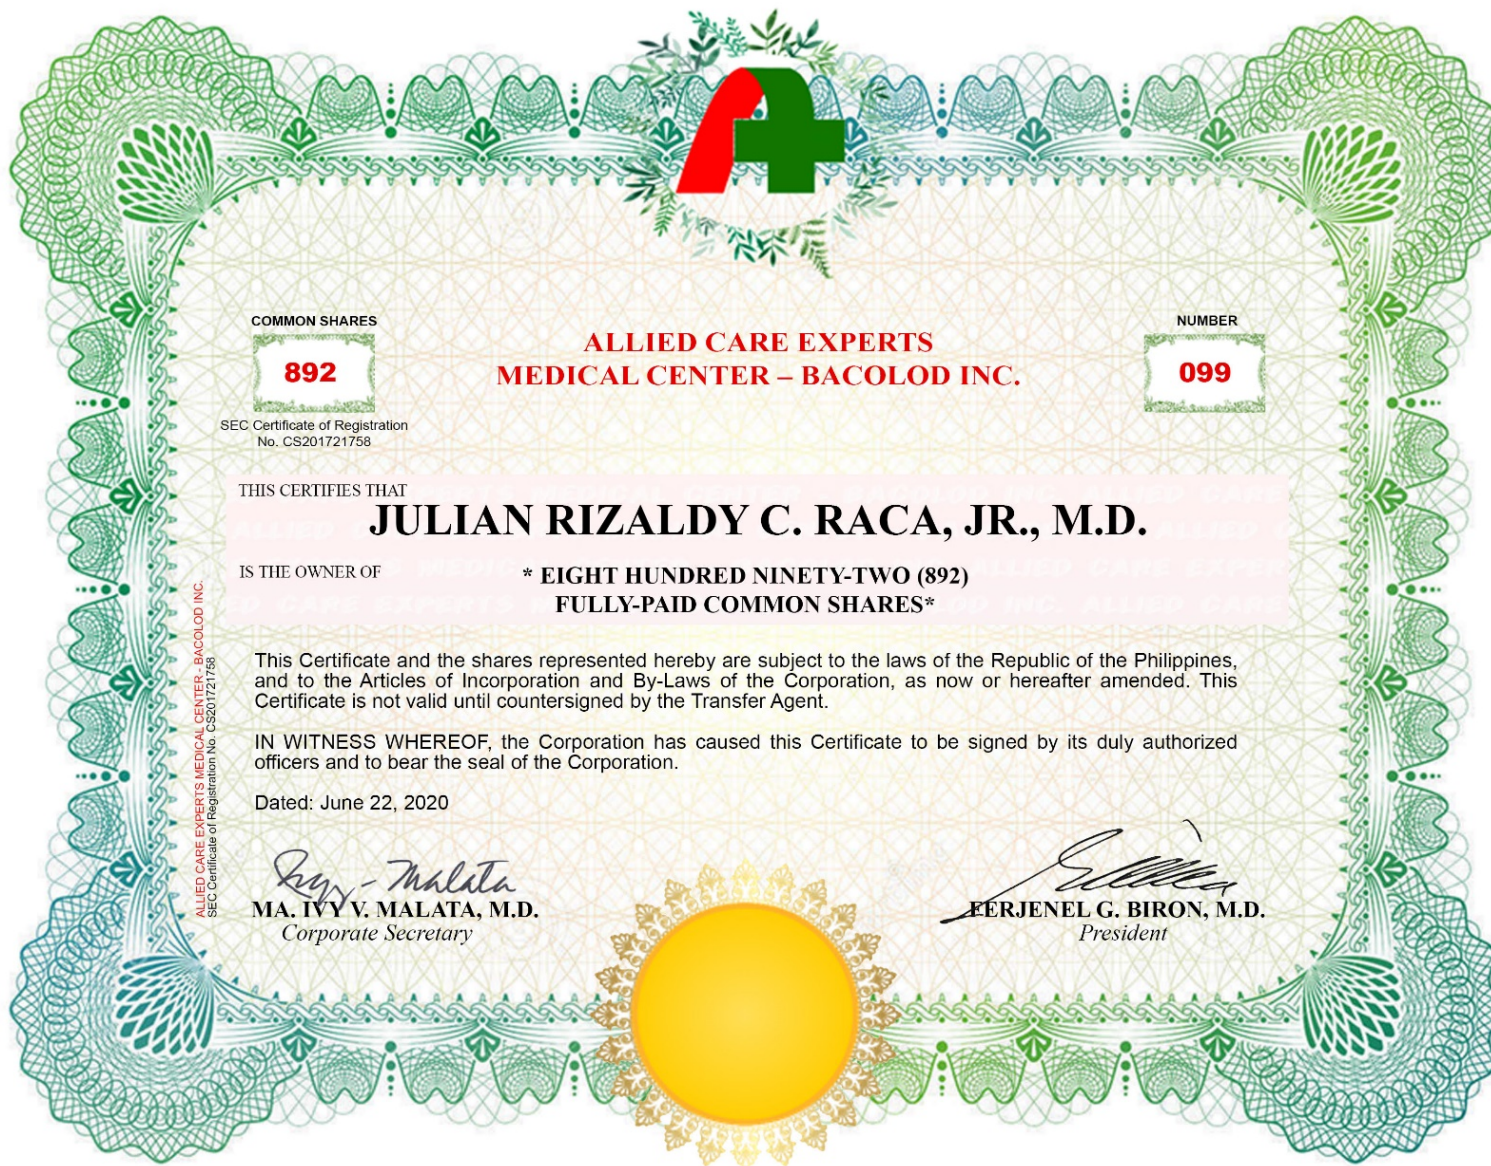 COMMON SHARES
892
SEC Certificate of Registration
No. CS201721758
ALLIED CARE EXPERTS
MEDICAL CENTER – BACOLOD INC.
NUMBER
099
THIS CERTIFIES THAT
JULIAN RIZALDY C. RACA, JR., M.D.
IS THE OWNER OF
* EIGHT HUNDRED NINETY-TWO (892)
FULLY-PAID COMMON SHARES*
This Certificate and the shares represented hereby are subject to the laws of the Republic of the Philippines,
and to the Articles of Incorporation and By-Laws of the Corporation, as now or hereafter amended. This
Certificate is not valid until countersigned by the Transfer Agent.
IN WITNESS WHEREOF, the Corporation has caused this Certificate to be signed by its duly authorized
officers and to bear the seal of the Corporation.
Dated: June 22, 2020
Ivy - Malata
MA. IVY V. MALATA, M.D.
Corporate Secretary
FERJENEL G. BIRON, M.D.
President
ALLIED CARE EXPERTS MEDICAL CENTER - BACOLOD INC.
SEC Certificate of Registration No. CS201721758